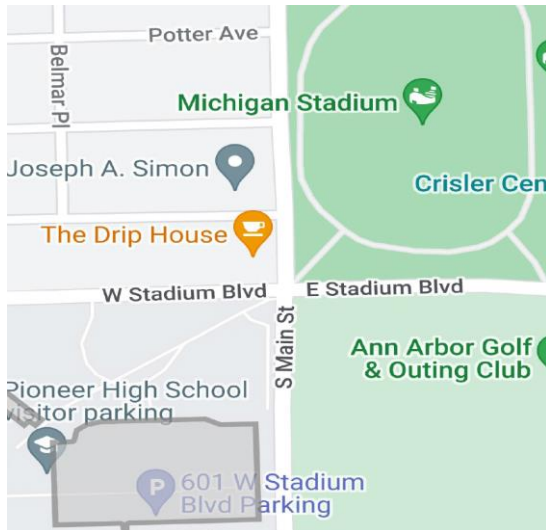 Potter Ave
Belmar Pl
Michigan Stadium
Joseph A. Simon
Crisler Cen
The Drip House
W Stadium Blvd
E Stadium Blvd
S Main St
Ann Arbor Golf
& Outing Club
Pioneer High School
visitor parking
P
601 W Stadium
Blvd Parking